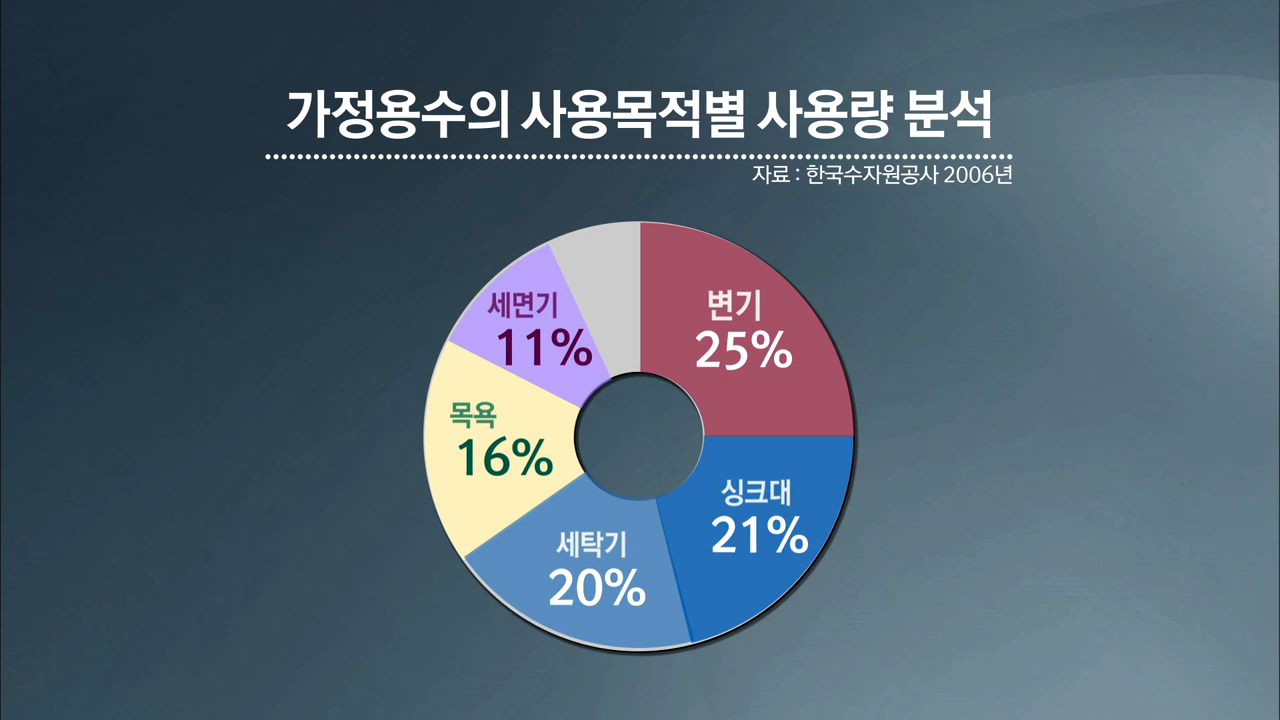 가정용수의 사용목적별 사용량 분석
자료 : 한국수자원공사 2006년
변기
25%
싱크대
21%
세탁기
20%
목욕
16%
세면기
11%